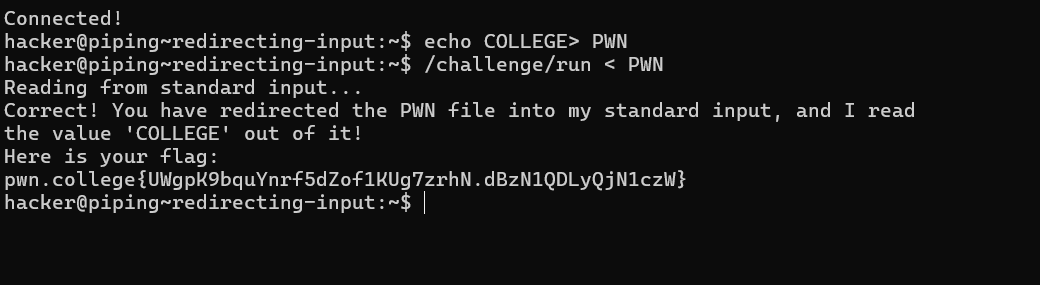 Connected!
hacker@piping~redirecting-input:~$ echo COLLEGE> PWN
hacker@piping~redirecting-input:~$ /challenge/run < PWN
Reading from standard input...
Correct! You have redirected the PWN file into my standard input, and I read
the value 'COLLEGE' out of it!
Here is your flag:
pwn.college{UWgpK9bquYnrf5dZof1KUg7zrhN.dBzN1QDLyQjN1czW}
hacker@piping~redirecting-input:~$